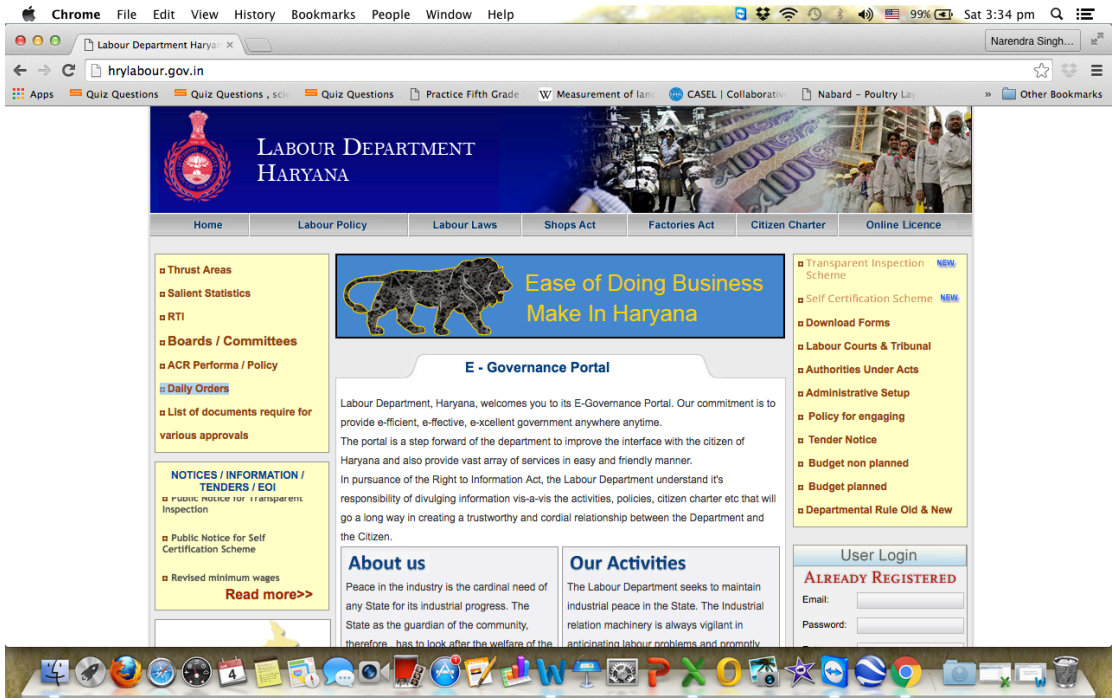 Chrome File Edit View History Bookmarks People Window Help 99% Sat 3:34 pm
Labour Department Haryan × Narendra Singh...
hrylabour.gov.in
Apps Quiz Questions Quiz Questions , scie Quiz Questions Practice Fifth Grade W Measurement of land CASEL | Collaborative Nabard - Poultry Lay » Other Bookmarks
LABOUR DEPARTMENT
HARYANA
Home Labour Policy Labour Laws Shops Act Factories Act Citizen Charter Online Licence
Thrust Areas
Salient Statistics
RTI
Boards / Committees
ACR Performa / Policy
Daily Orders
List of documents require for
various approvals
NOTICES / INFORMATION /
TENDERS / EOI
Public Notice for Transparent
Inspection
Public Notice for Self
Certification Scheme
Revised minimum wages
Read more>>
Ease of Doing Business
Make In Haryana
E - Governance Portal
Labour Department, Haryana, welcomes you to its E-Governance Portal. Our commitment is to
provide e-fficient, e-ffective, e-xcellent government anywhere anytime.
The portal is a step forward of the department to improve the interface with the citizen of
Haryana and also provide vast array of services in easy and friendly manner.
In pursuance of the Right to Information Act, the Labour Department understand it's
responsibility of divulging information vis-a-vis the activities, policies, citizen charter etc that will
go a long way in creating a trustworthy and cordial relationship between the Department and
the Citizen.
About us
Peace in the industry is the cardinal need of
any State for its industrial progress. The
State as the guardian of the community,
therefore , has to look after the welfare of the
Our Activities
The Labour Department seeks to maintain
industrial peace in the State. The Industrial
relation machinery is always vigilant in
anticipating labour problems and promptly
Transparent Inspection NEW
Scheme
Self Certification Scheme NEW
Download Forms
Labour Courts & Tribunal
Authorities Under Acts
Administrative Setup
Policy for engaging
Tender Notice
Budget non planned
Budget planned
Departmental Rule Old & New
User Login
ALREADY REGISTERED
Email:
Password:
4